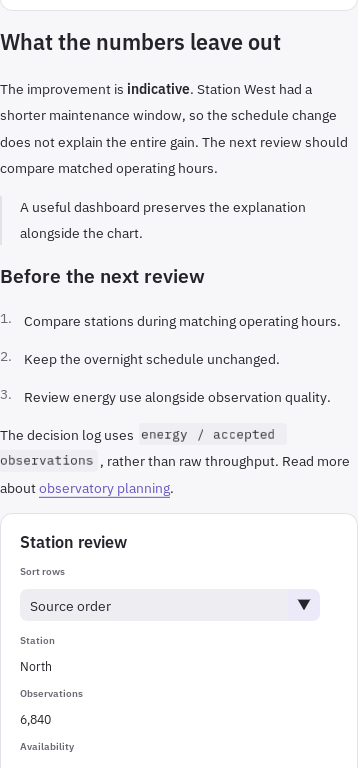 What the numbers leave out
The improvement is indicative. Station West had a
shorter maintenance window, so the schedule change
does not explain the entire gain. The next review should
compare matched operating hours.
A useful dashboard preserves the explanation
alongside the chart.
Before the next review
1. Compare stations during matching operating hours.
2. Keep the overnight schedule unchanged.
3. Review energy use alongside observation quality.
The decision log uses energy / accepted
observations , rather than raw throughput. Read more
about observatory planning.
Station review
Sort rows
Source order
Station
North
Observations
6,840
Availability